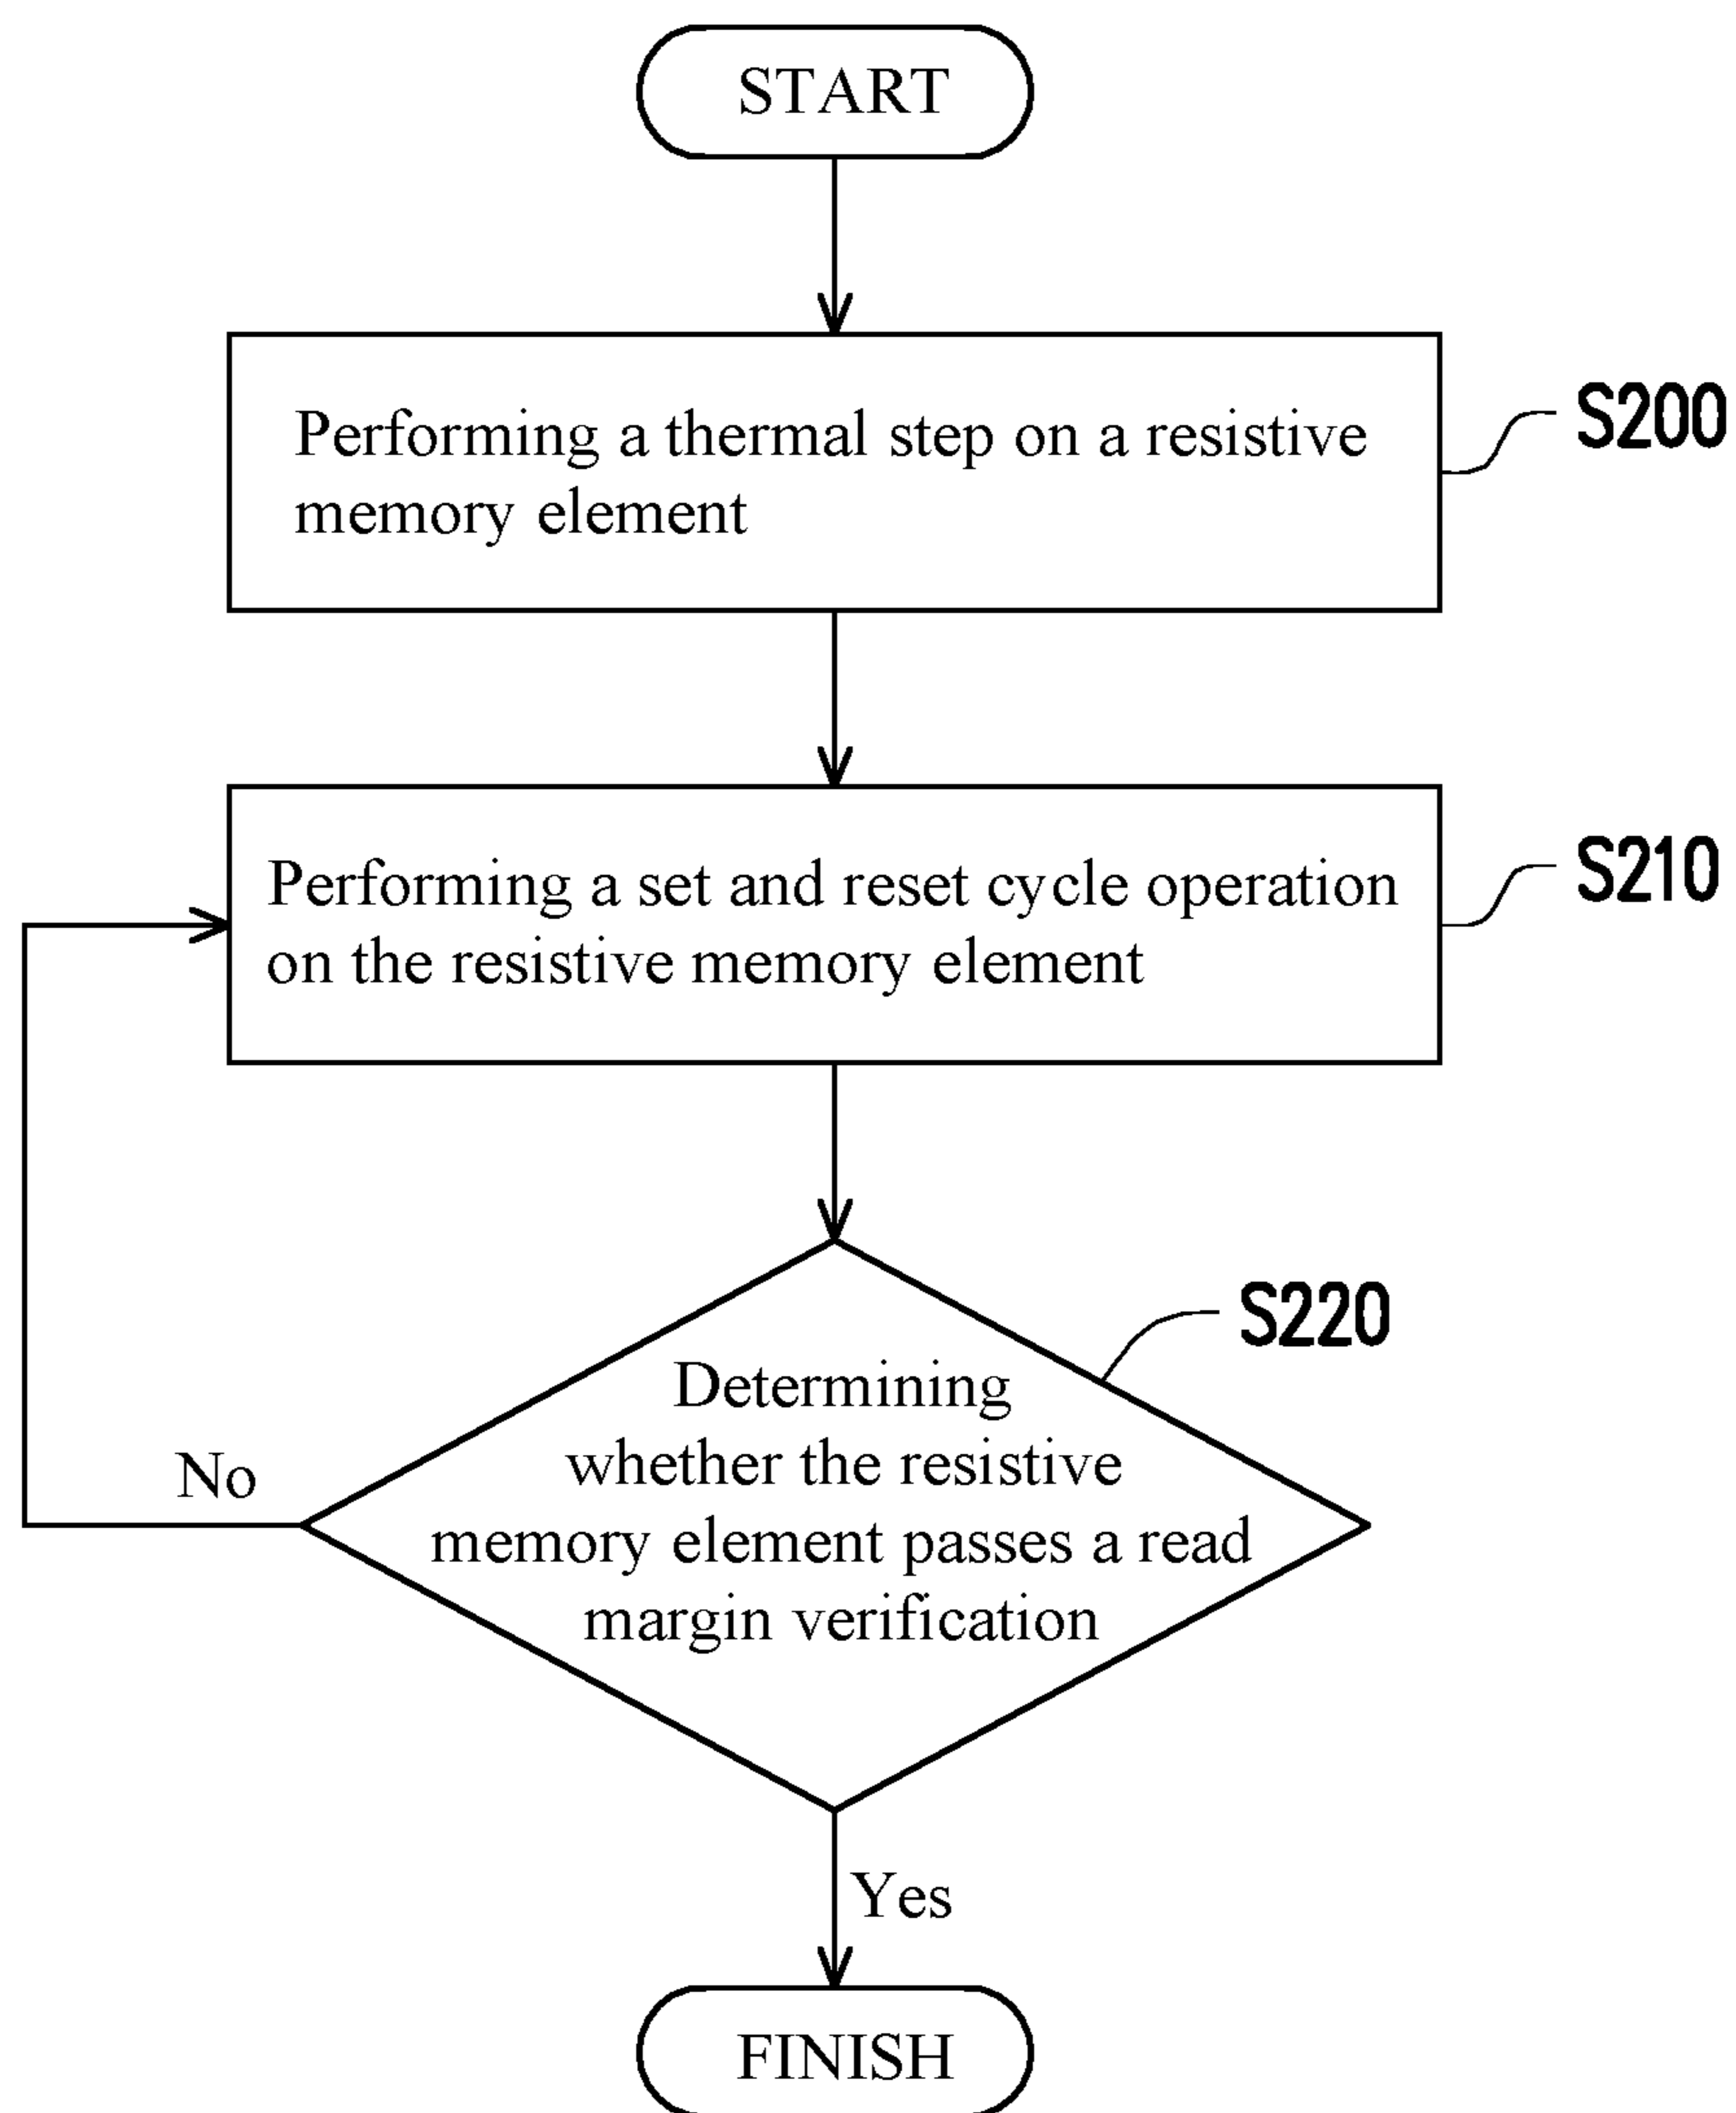 START
Performing a thermal step on a resistive
memory element
S200
Performing a set and reset cycle operation
on the resistive memory element
S210
S220
Determining
whether the resistive
memory element passes a read
margin verification
No
Yes
FINISH